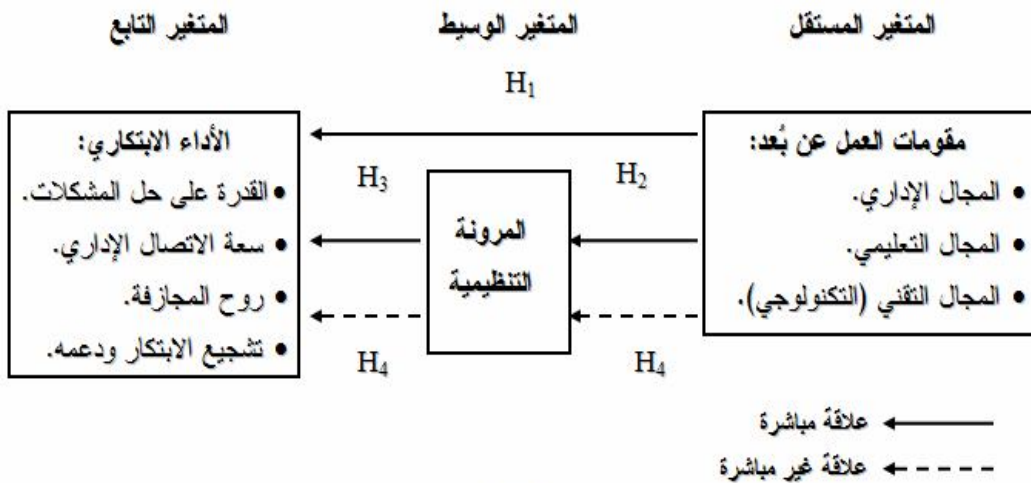 المتغير المستقل
المتغير الوسيط
المتغير التابع
H1
مقومات العمل عن بُعد:
• المجال الإداري.
• المجال التعليمي.
• المجال التقني (التكنولوجي).
H2
H3
المرونة
التنظيمية
H4
H4
الأداء الابتكاري:
• القدرة على حل المشكلات.
• سعة الاتصال الإداري.
• روح المجازفة.
• تشجيع الابتكار ودعمه.
علاقة مباشرة
علاقة غير مباشرة